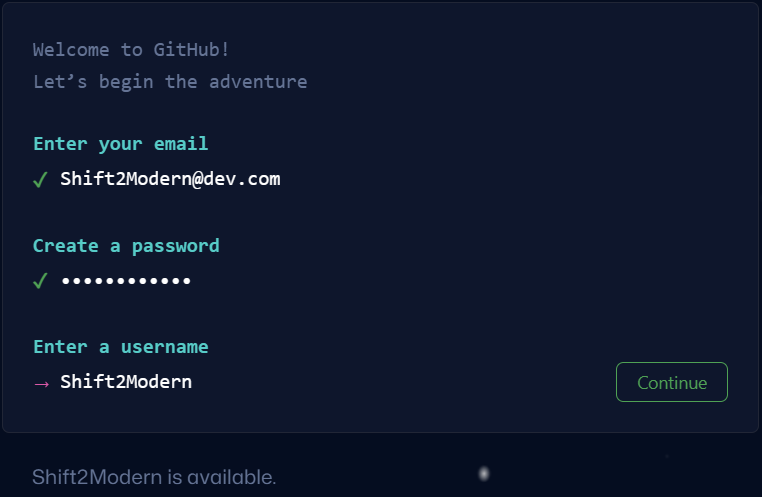 Welcome to GitHub!
Let’s begin the adventure
Enter your email
✓ Shift2Modern@dev.com
Create a password
✓ ••••••••••••
Enter a username
→ Shift2Modern
Continue
Shift2Modern is available.